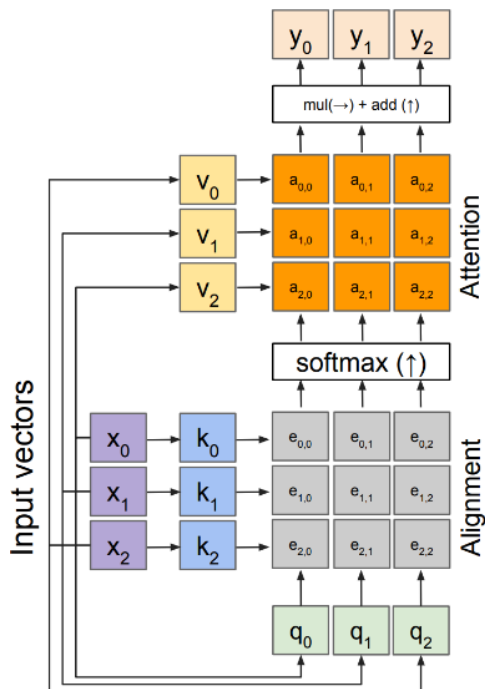 y0 y1 y2
mul(→) + add (↑)
v0 a0,0 a0,1 a0,2
v1 a1,0 a1,1 a1,2
v2 a2,0 a2,1 a2,2
Attention
softmax (↑)
Input vectors
x0 k0 e0,0 e0,1 e0,2
x1 k1 e1,0 e1,1 e1,2
x2 k2 e2,0 e2,1 e2,2
Alignment
q0 q1 q2